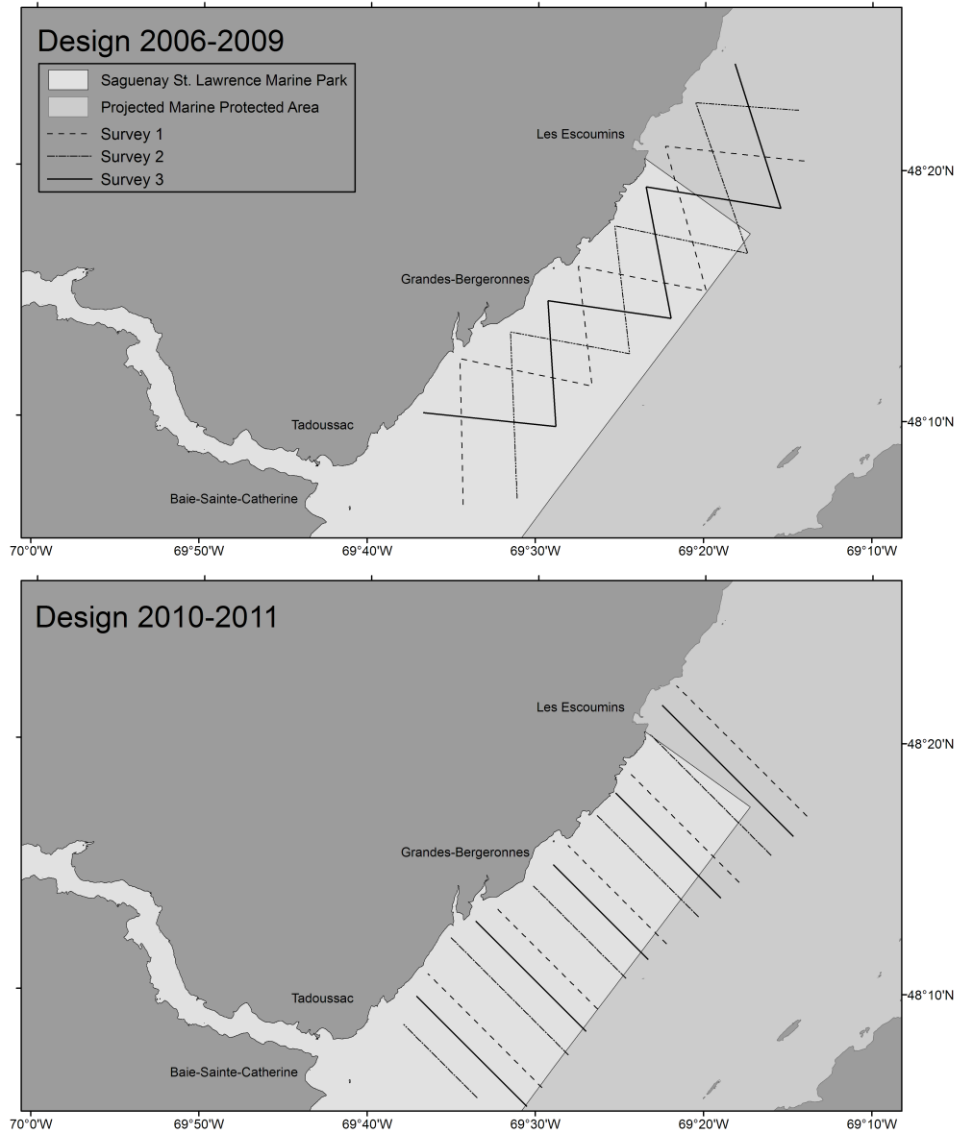 Design 2006-2009
Saguenay St. Lawrence Marine Park
Projected Marine Protected Area
Survey 1
Survey 2
Survey 3
Les Escoumins
48°20'N
Grandes-Bergeronnes
Tadoussac
48°10'N
Baie-Sainte-Catherine
70°0'W 69°50'W 69°40'W 69°30'W 69°20'W 69°10'W
Design 2010-2011
Les Escoumins
48°20'N
Grandes-Bergeronnes
Tadoussac
48°10'N
Baie-Sainte-Catherine
70°0'W 69°50'W 69°40'W 69°30'W 69°20'W 69°10'W